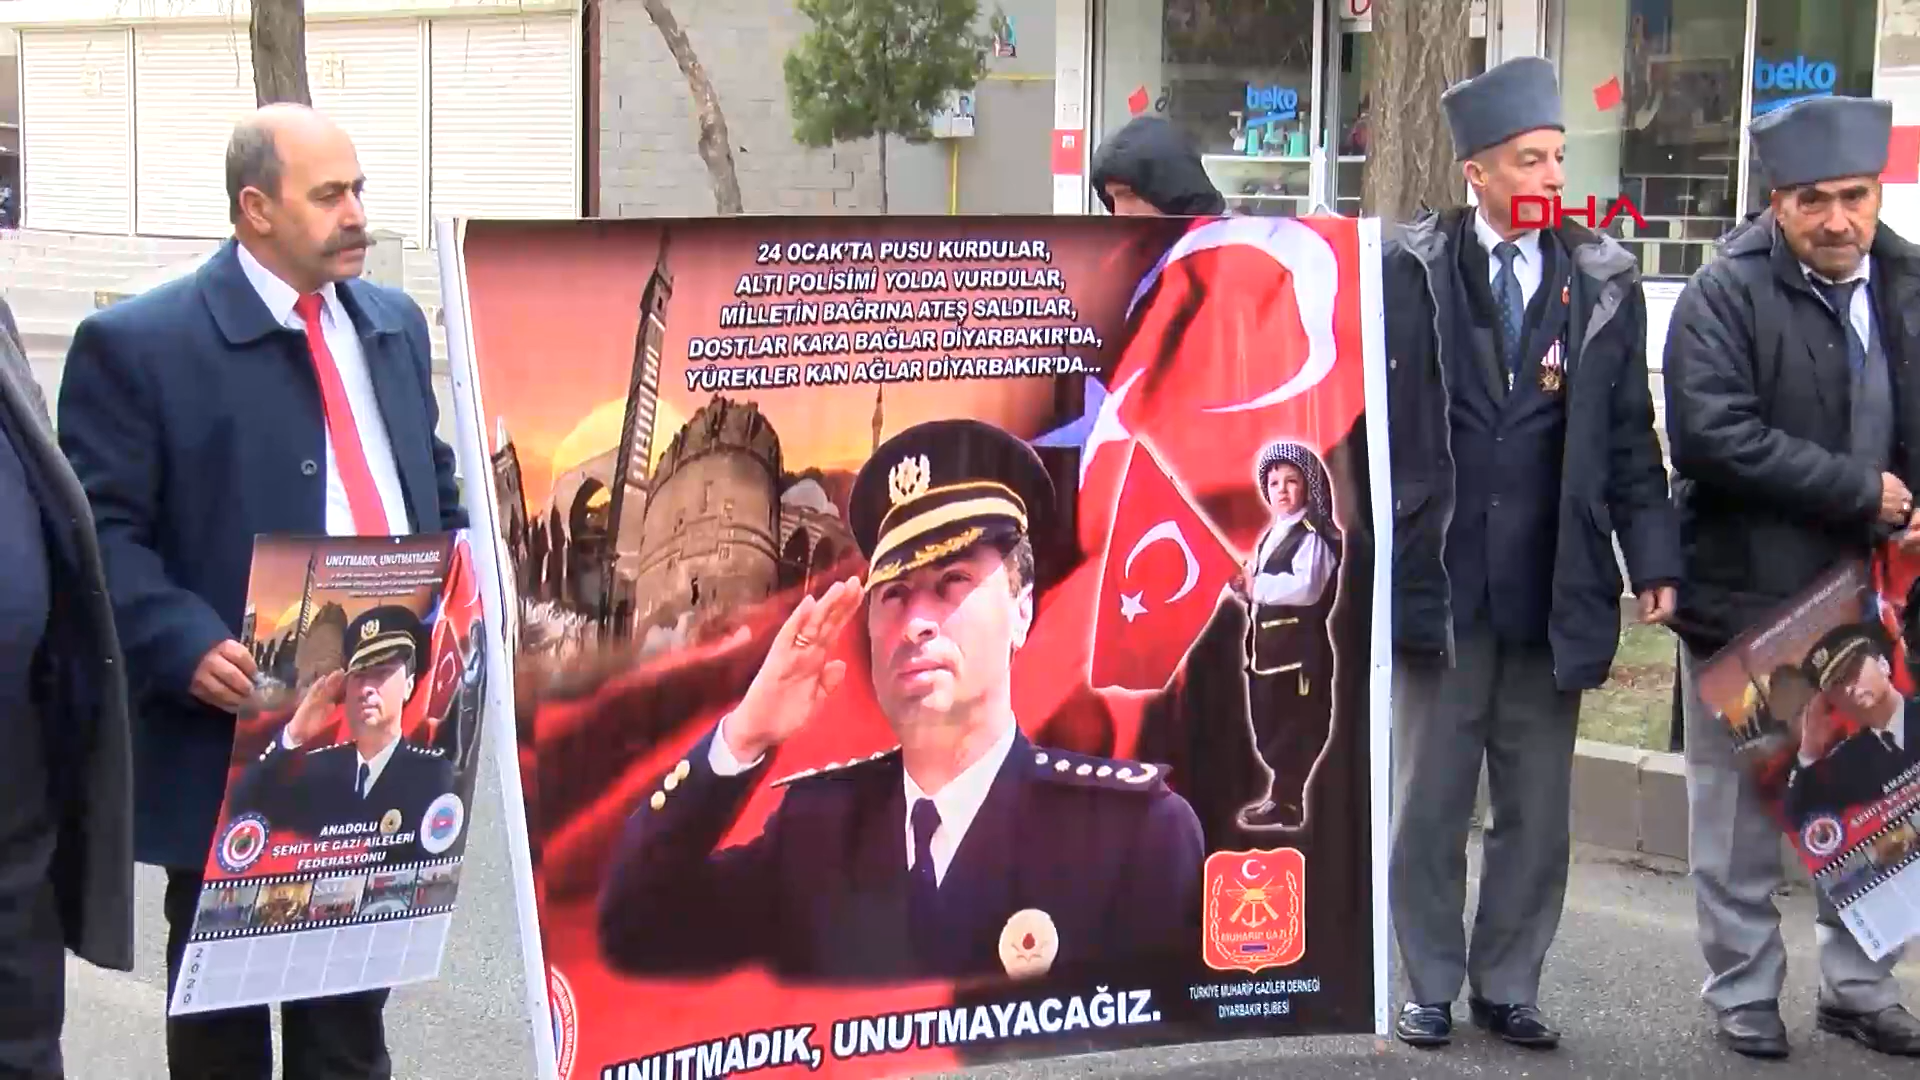 beko
beko
DHA
24 OCAK'TA PUSU KURDULAR,
ALTI POLİSİMİ YOLDA VURDULAR,
MİLLETİN BAĞRINA ATEŞ SALDILAR,
DOSTLAR KARA BAĞLAR DİYARBAKIR'DA,
YÜREKLER KAN AĞLAR DİYARBAKIR'DA...
UNUTMADIK, UNUTMAYACAĞIZ.
MUHARİP GAZİ
TÜRKİYE MUHARİP GAZİLER DERNEĞİ
DİYARBAKIR ŞUBESİ
UNUTMADIK, UNUTMAYACAĞIZ.
ANADOLU
ŞEHİT VE GAZİ AİLELERİ
FEDERASYONU
2020